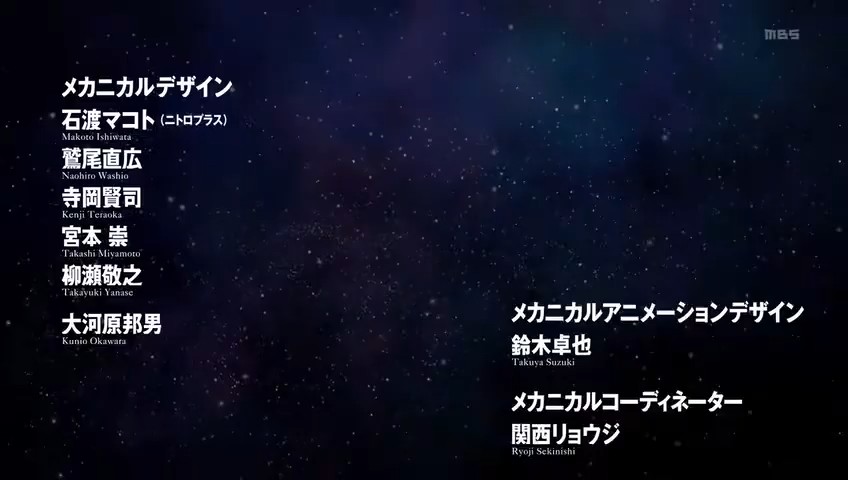 MBS
メカニカルデザイン
石渡マコト（ニトロプラス）
Makoto Ishiwata
鷲尾直広
Naohiro Washio
寺岡賢司
Kenji Teraoka
宮本 崇
Takashi Miyamoto
柳瀬敬之
Takayuki Yanase
大河原邦男
Kunio Okawara
メカニカルアニメーションデザイン
鈴木卓也
Takuya Suzuki
メカニカルコーディネーター
関西リョウジ
Ryoji Sekinishi